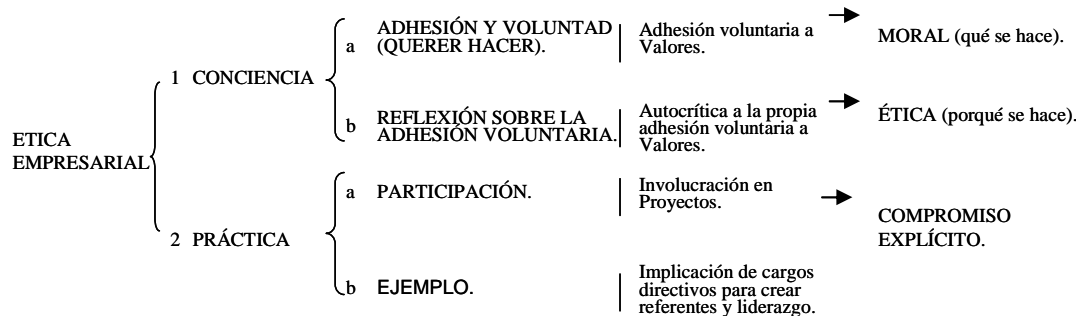 ETICA
EMPRESARIAL
1 CONCIENCIA
a
ADHESIÓN Y VOLUNTAD
(QUERER HACER).
Adhesión voluntaria a
Valores.
MORAL (qué se hace).
b
REFLEXIÓN SOBRE LA
ADHESIÓN VOLUNTARIA.
Autocrítica a la propia
adhesión voluntaria a
Valores.
ÉTICA (porqué se hace).
2 PRÁCTICA
a
PARTICIPACIÓN.
Involucración en
Proyectos.
COMPROMISO
EXPLÍCITO.
b
EJEMPLO.
Implicación de cargos
directivos para crear
referentes y liderazgo.